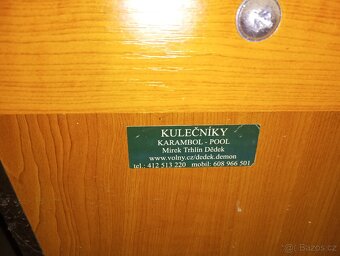 KULEČNÍKY
KARAMBOL - POOL
Mirek Trhlín Dědek
www.volny.cz/dedek.demon
tel.: 412 513 220 mobil: 608 966 501
Bazoš.cz